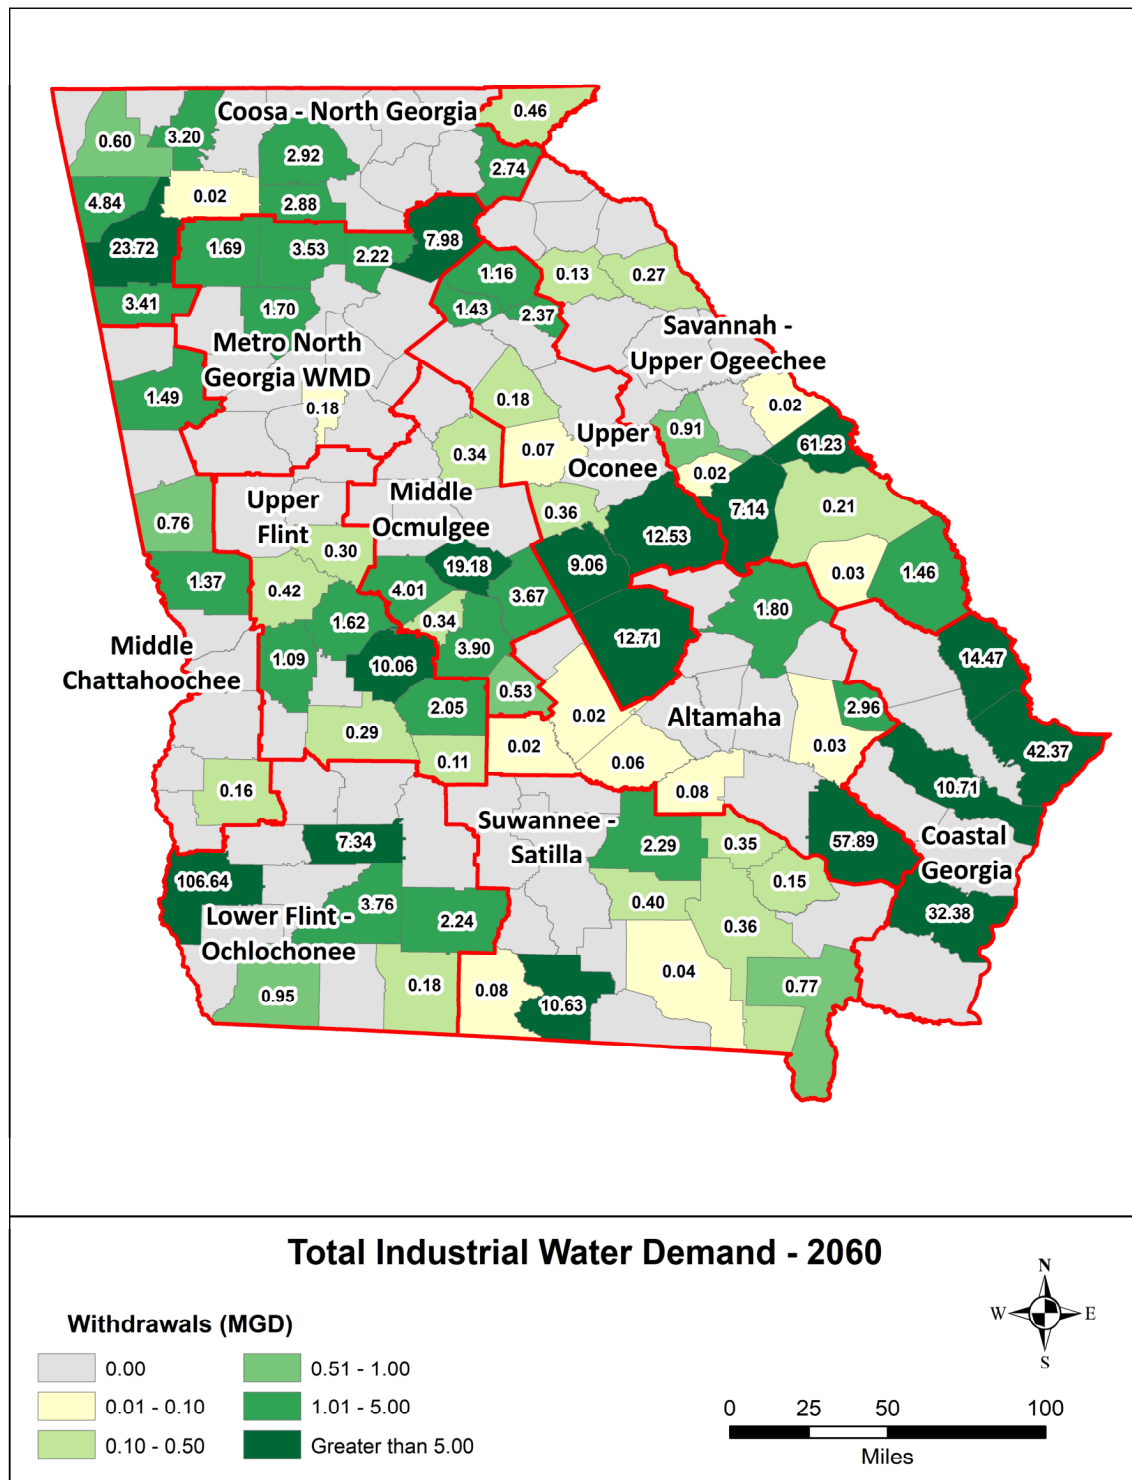 Coosa - North Georgia
0.46
0.60
3.20
2.92
2.74
4.84
0.02
2.88
23.72
1.69
3.53
2.22
7.98
1.16
0.13
0.27
3.41
1.70
1.43
2.37
Metro North
Georgia WMD
Savannah -
Upper Ogeechee
1.49
0.18
0.18
0.02
0.91
61.23
0.34
0.07
Upper
Oconee
0.02
Upper
Flint
Middle
Ocmulgee
0.76
0.36
7.14
0.21
0.30
12.53
19.18
9.06
1.37
0.42
4.01
3.67
0.03
1.46
1.62
0.34
1.80
Middle
Chattahoochee
1.09
10.06
3.90
12.71
14.47
0.53
2.05
0.02
Altamaha
2.96
0.29
0.02
0.03
42.37
0.11
0.06
0.16
0.08
10.71
Suwannee -
Satilla
7.34
2.29
0.35
57.89
Coastal
Georgia
106.64
0.15
3.76
0.40
Lower Flint -
Ochlochonee
2.24
0.36
32.38
0.95
0.18
0.08
10.63
0.04
0.77
Total Industrial Water Demand - 2060
Withdrawals (MGD)
0.00
0.01 - 0.10
0.10 - 0.50
0.51 - 1.00
1.01 - 5.00
Greater than 5.00
N
W
E
S
0
25
50
100
Miles